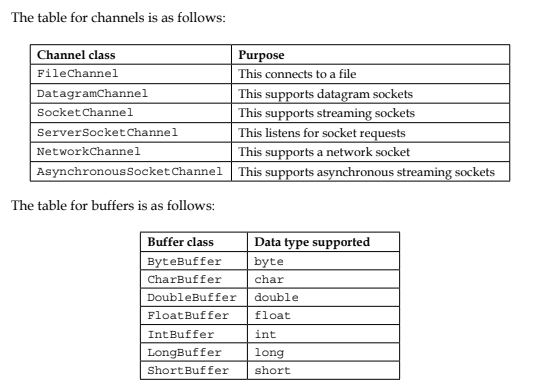 The table for channels is as follows:
Channel class Purpose
FileChannel This connects to a file
DatagramChannel This supports datagram sockets
SocketChannel This supports streaming sockets
ServerSocketChannel This listens for socket requests
NetworkChannel This supports a network socket
AsynchronousSocketChannel This supports asynchronous streaming sockets
The table for buffers is as follows:
Buffer class Data type supported
ByteBuffer byte
CharBuffer char
DoubleBuffer double
FloatBuffer float
IntBuffer int
LongBuffer long
ShortBuffer short